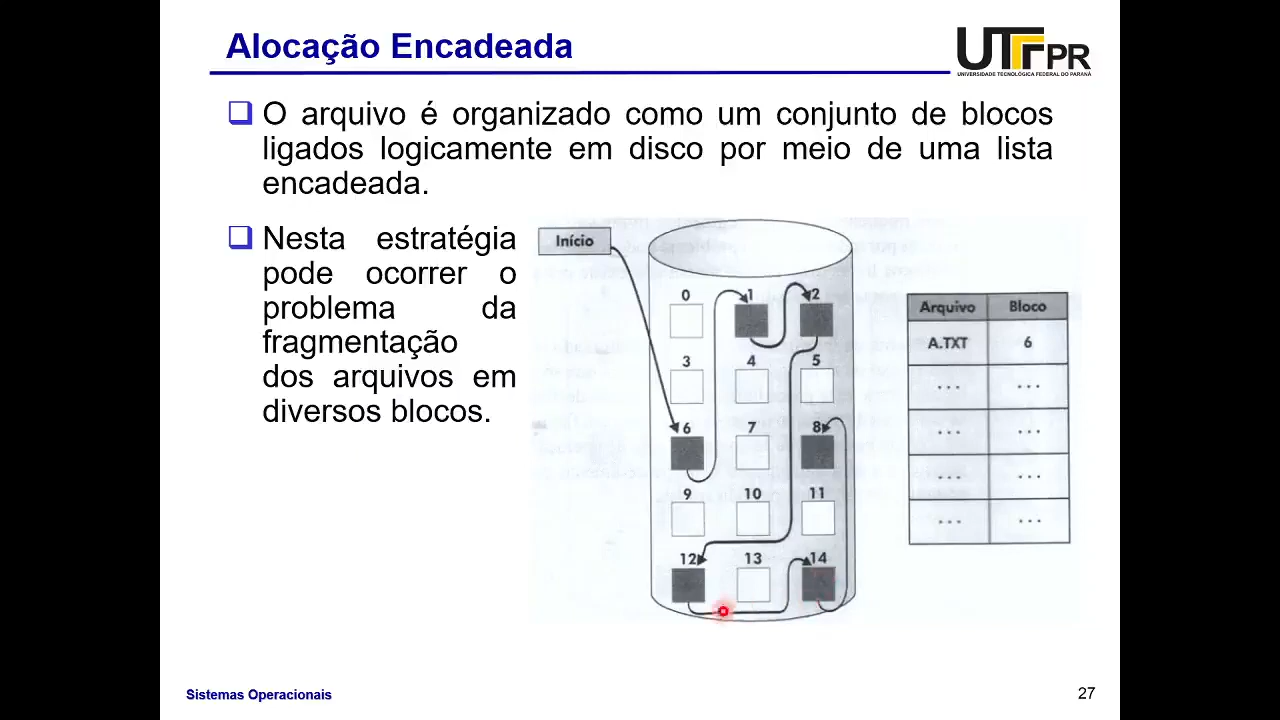 Alocação Encadeada
UTFPR
UNIVERSIDADE TECNOLÓGICA FEDERAL DO PARANÁ
O arquivo é organizado como um conjunto de blocos
ligados logicamente em disco por meio de uma lista
encadeada.
Nesta estratégia
pode ocorrer o
problema da
fragmentação
dos arquivos em
diversos blocos.
Início
0 1 2
3 4 5
6 7 8
9 10 11
12 13 14
Arquivo Bloco
A.TXT 6
... ...
... ...
... ...
... ...
Sistemas Operacionais
27